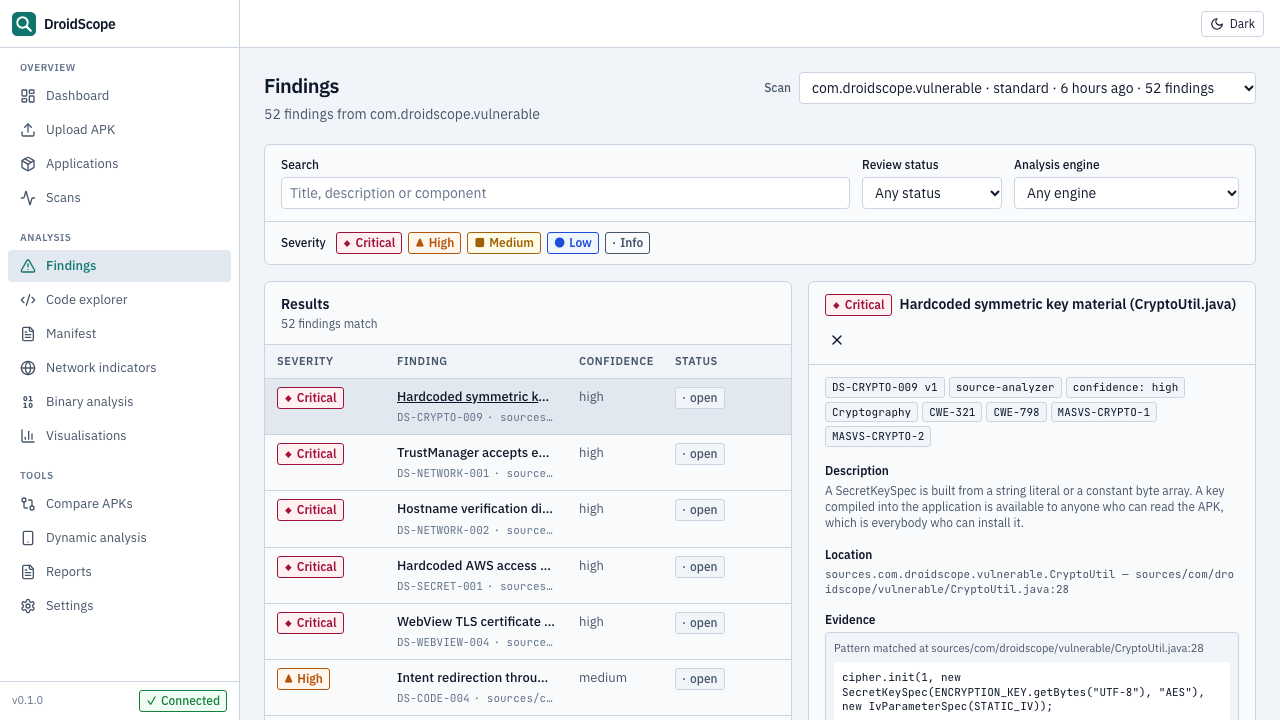 DroidScope
Dark
OVERVIEW
Dashboard
Upload APK
Applications
Scans
ANALYSIS
Findings
Code explorer
Manifest
Network indicators
Binary analysis
Visualisations
TOOLS
Compare APKs
Dynamic analysis
Reports
Settings
v0.1.0
Connected
Findings
52 findings from com.droidscope.vulnerable
Scan
com.droidscope.vulnerable · standard · 6 hours ago · 52 findings
Search
Review status
Analysis engine
Title, description or component
Any status
Any engine
Severity
Critical
High
Medium
Low
· Info
Results
52 findings match
SEVERITY FINDING CONFIDENCE STATUS
Critical Hardcoded symmetric k... high · open
DS-CRYPTO-009 · sources…
Critical TrustManager accepts e... high · open
DS-NETWORK-001 · source…
Critical Hostname verification di... high · open
DS-NETWORK-002 · source…
Critical Hardcoded AWS access ... high · open
DS-SECRET-001 · sources…
Critical WebView TLS certificate ... high · open
DS-WEBVIEW-004 · source…
High Intent redirection throu... medium · open
DS-CODE-004 · sources/c…
Critical Hardcoded symmetric key material (CryptoUtil.java)
DS-CRYPTO-009 v1 source-analyzer confidence: high
Cryptography CWE-321 CWE-798 MASVS-CRYPTO-1
MASVS-CRYPTO-2
Description
A SecretKeySpec is built from a string literal or a constant byte array. A key
compiled into the application is available to anyone who can read the APK,
which is everybody who can install it.
Location
sources.com.droidscope.vulnerable.CryptoUtil — sources/com/dro
idscope/vulnerable/CryptoUtil.java:28
Evidence
Pattern matched at sources/com/droidscope/vulnerable/CryptoUtil.java:28
cipher.init(1, new
SecretKeySpec(ENCRYPTION_KEY.getBytes("UTF-8"), "AES"),
new IvParameterSpec(STATIC_IV));